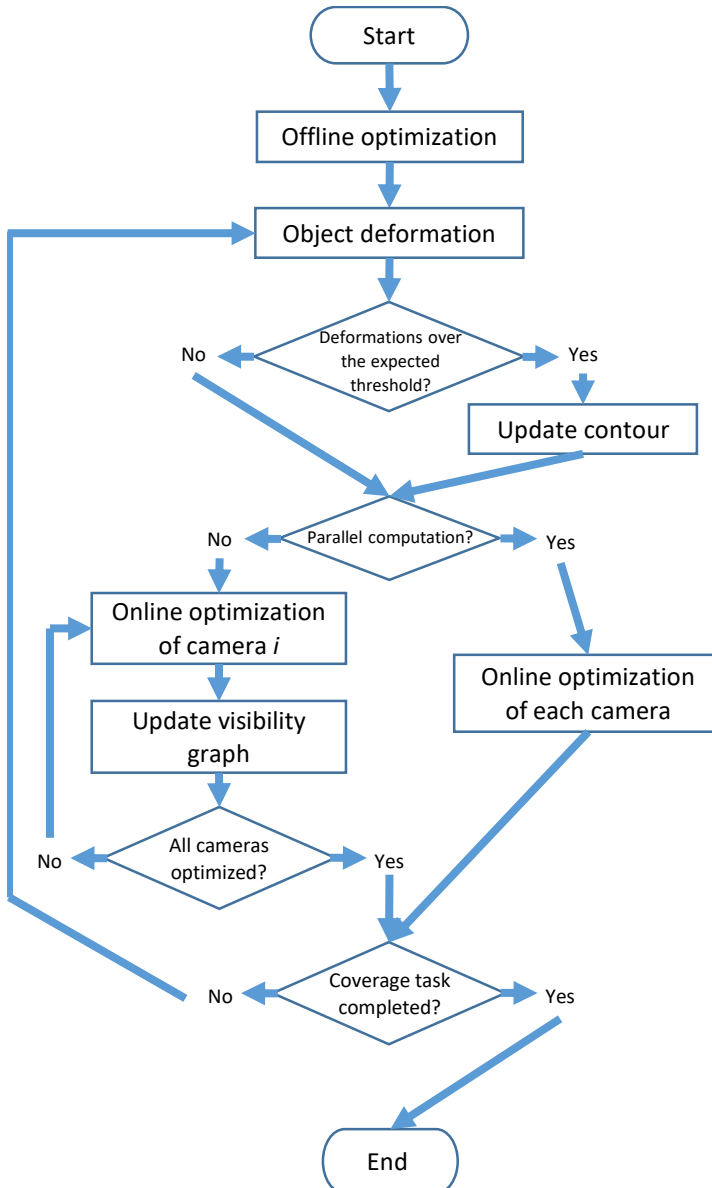 Start
Offline optimization
Object deformation
Deformations over
the expected
threshold?
No
Yes
Update contour
Parallel computation?
No
Yes
Online optimization
of camera i
Online optimization
of each camera
Update visibility
graph
All cameras
optimized?
No
Yes
Coverage task
completed?
No
Yes
End